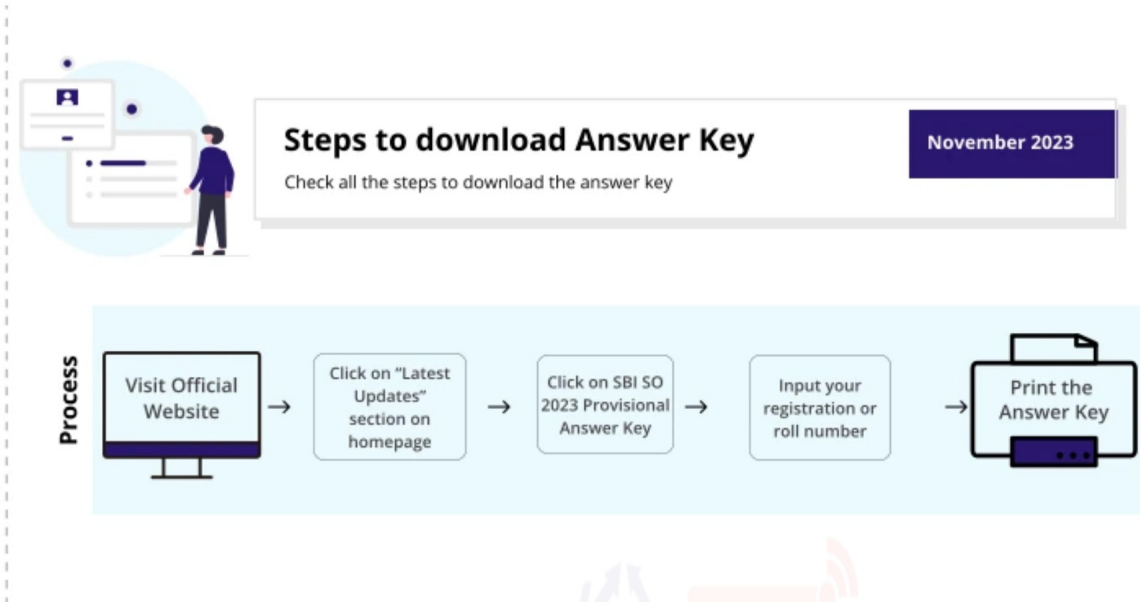 Steps to download Answer Key
November 2023
Check all the steps to download the answer key
Process
Visit Official
Website
Click on “Latest
Updates”
section on
homepage
Click on SBI SO
2023 Provisional
Answer Key
Input your
registration or
roll number
Print the
Answer Key